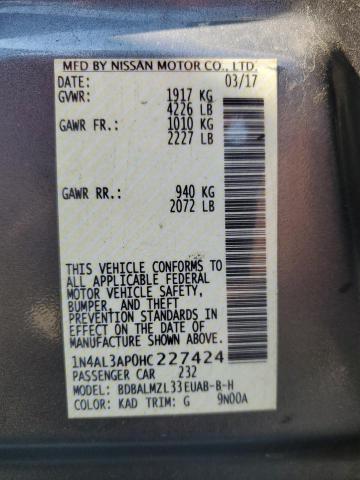 MFD BY NISSAN MOTOR CO., LTD.
DATE: 03/17
GVWR: 1917 KG
4226 LB
GAWR FR.: 1010 KG
2227 LB
GAWR RR.: 940 KG
2072 LB
THIS VEHICLE CONFORMS TO
ALL APPLICABLE FEDERAL
MOTOR VEHICLE SAFETY,
BUMPER, AND THEFT
PREVENTION STANDARDS IN
EFFECT ON THE DATE OF
MANUFACTURE SHOWN ABOVE.
1N4AL3AP0HC227424
PASSENGER CAR 232
MODEL: BDBALMZL33EUAB-B-H
COLOR: KAD TRIM: G 9N00A